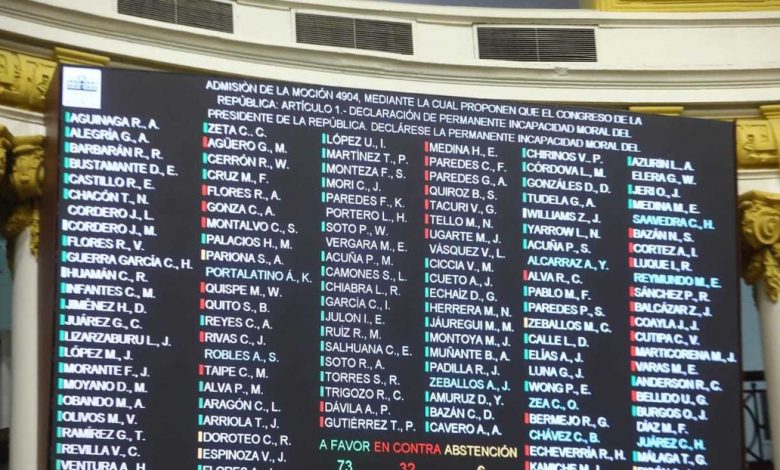 ADMISIÓN DE LA MOCIÓN 4904, MEDIANTE LA CUAL PROPONEN QUE EL CONGRESO DE LA
REPÚBLICA: ARTÍCULO 1.- DECLARACIÓN DE PERMANENTE INCAPACIDAD MORAL DEL
PRESIDENTE DE LA REPÚBLICA. DECLÁRESE LA PERMANENTE INCAPACIDAD MORAL DEL
AGUINAGA R., A.
ALEGRÍA G., A.
BARBARÁN R., R.
BUSTAMANTE D., E.
CASTILLO R., E.
CHACÓN T., N.
CORDERO J., L.
CORDERO J., M.
FLORES R., V.
GUERRA GARCÍA C., H.
HUAMÁN C., R.
INFANTES C., M.
JIMÉNEZ H., D.
JUÁREZ G., C.
LIZARZABURU L., J.
LÓPEZ M., J.
MORANTE F., J.
MOYANO D., M.
OBANDO M., A.
OLIVOS M., V.
RAMÍREZ G., T.
REVILLA V., C.
VENTURA A., H.
ZETA C., C.
AGÜERO G., M.
CERRÓN R., W.
CRUZ M., F.
FLORES R., A.
GONZA C., A.
MONTALVO C., S.
PALACIOS H., M.
PARIONA S., A.
PORTALATINO Á., K.
QUISPE M., W.
QUITO S., B.
REYES C., A.
RIVAS C., J.
ROBLES A., S.
TAIPE C., M.
ALVA P., M.
ARAGÓN C., L.
ARRIOLA T., J.
DOROTEO C., R.
ESPINOZA V., J.
LÓPEZ U., I.
MARTÍNEZ T., P.
MONTEZA F., S.
MORI C., J.
PAREDES F., K.
PORTERO L., H.
SOTO P., W.
VERGARA M., E.
ACUÑA P., M.
CAMONES S., L.
CHIABRA L., R.
GARCÍA C., I.
JULON I., E.
RUÍZ R., M.
SALHUANA C., E.
SOTO R., A.
TORRES S., R.
TRIGOZO R., C.
DÁVILA A., P.
GUTIÉRREZ T., P.
MEDINA H., E.
PAREDES C., F.
PAREDES G., A.
QUIROZ B., S.
TACURI V., G.
TELLO M., N.
UGARTE M., J.
VÁSQUEZ V., L.
CICCIA V., M.
CUETO A., J.
ECHAÍZ D., G.
HERRERA M., N.
JÁUREGUI M., M.
MONTOYA M., J.
MUÑANTE B., A.
PADILLA R., J.
ZEBALLOS A., J.
AMURUZ D., Y.
BAZÁN C., D.
CAVERO A., A.
CHIRINOS V., P.
CÓRDOVA L., M.
GONZÁLES D., D.
TUDELA G., A.
WILLIAMS Z., J.
YARROW L., N.
ACUÑA P., S.
ALCARRAZ A., Y.
ALVA R., C.
PABLO M., F.
PAREDES P., S.
ZEBALLOS M., C.
CALLE L., D.
ELÍAS A., J.
LUNA G., J.
WONG P., E.
ZEA C., O.
BERMEJO R., G.
CHÁVEZ C., B.
ECHEVERRÍA R., H.
KAMICHE M.,
AZURIN L., A.
ELERA G., W.
JERI O., J.
MEDINA M., E.
SAAVEDRA C., H.
BAZÁN N., S.
CORTEZ A., I.
LUQUE I., R.
REYMUNDO M., E.
SÁNCHEZ P., R.
BALCÁZAR Z., J.
COAYLA J., J.
CUTIPA C., V.
MARTICORENA M., J.
VARAS M., E.
ANDERSON R., C.
BELLIDO U., G.
BURGOS O., J.
DÍAZ M., F.
JUÁREZ C., H.
MÁLAGA T., G.
A FAVOR EN CONTRA ABSTENCIÓN
73 32 6